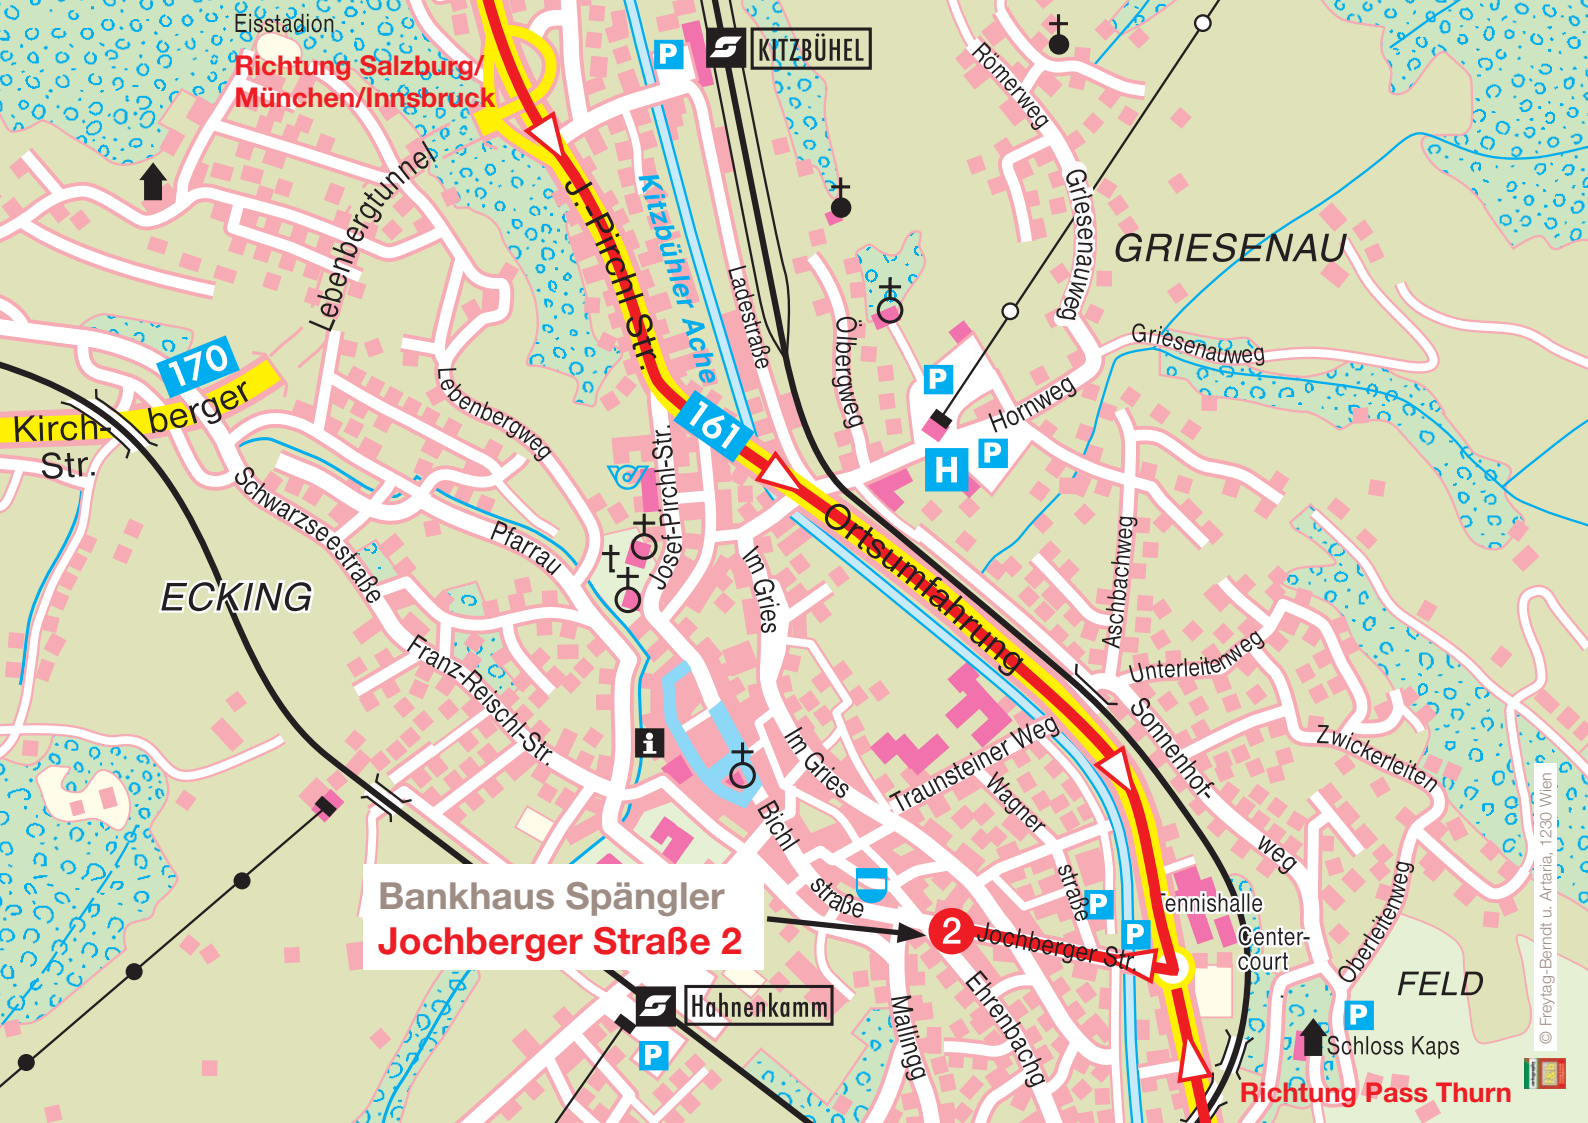 Eisstadion
Richtung Salzburg/
München/Innsbruck
P
KITZBÜHEL
Römerweg
Lebenbergtunnel
Kitzbühler Ache
J.-Pirchl-Str.
Griesenauweg
GRIESENAU
Ladestraße
Ölbergweg
Griesenauweg
170
Kirch-
berger
Str.
Lebenbergweg
161
P
Hornweg
P
H
Josef-Pirchl-Str.
Schwarzseestraße
Pfarrau
Ortsumfahrung
Im Gries
Aschbachweg
ECKING
Unterleitenweg
Franz-Reischl-Str.
i
Im Gries
Traunsteiner Weg
Sonnenhof-
weg
Zwickerleiten
Wagner
straße
Bichl
straße
Bankhaus Spängler
Jochberger Straße 2
2
Jochberger Str.
P
P
Tennishalle
Center-
court
Oberleitenweg
FELD
Hahnenkamm
P
Mallingg
Ehrenbachg
P
Schloss Kaps
Richtung Pass Thurn
© Freytag-Berndt u. Artaria, 1230 Wien